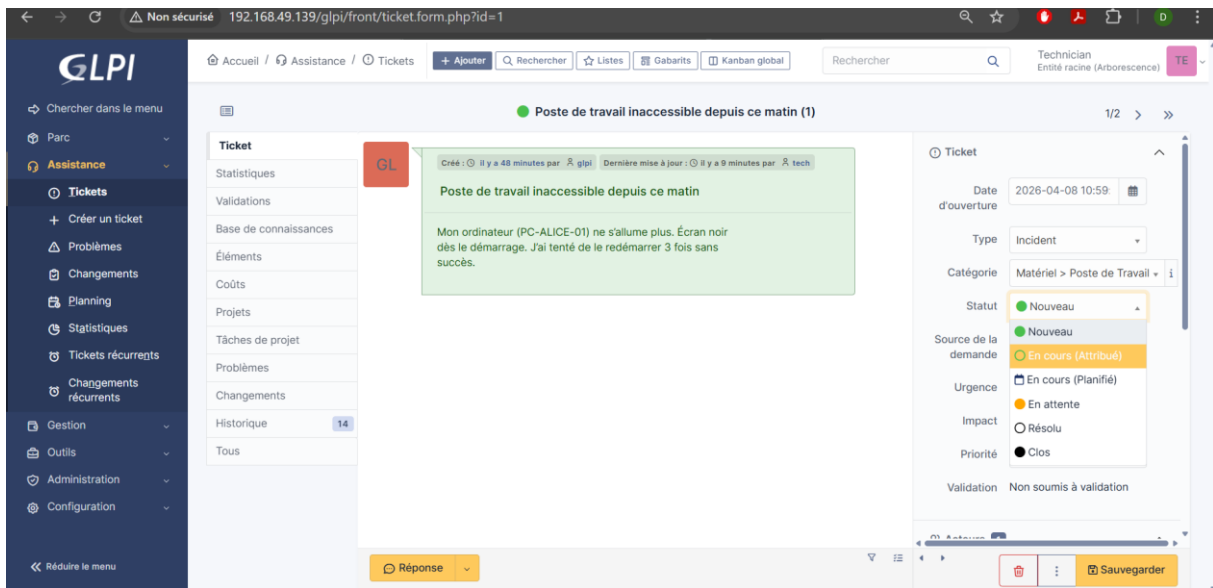 Non sécurisé 192.168.49.139/glpi/front/ticket.form.php?id=1
D
GLPI
Chercher dans le menu
Parc
Assistance
Tickets
Créer un ticket
Problèmes
Changements
Planning
Statistiques
Tickets récurrents
Changements
récurrents
Gestion
Outils
Administration
Configuration
Réduire le menu
Accueil / Assistance / Tickets
+ Ajouter
Rechercher
Listes
Gabarits
Kanban global
Rechercher
Technician
Entité racine (Arborescence)
TE
Poste de travail inaccessible depuis ce matin (1)
1/2
Ticket
Statistiques
Validations
Base de connaissances
Éléments
Coûts
Projets
Tâches de projet
Problèmes
Changements
Historique 14
Tous
GL
Créé : il y a 48 minutes par glpi Dernière mise à jour : il y a 9 minutes par tech
Poste de travail inaccessible depuis ce matin
Mon ordinateur (PC-ALICE-01) ne s'allume plus. Écran noir
dès le démarrage. J'ai tenté de le redémarrer 3 fois sans
succès.
Réponse
Ticket
Date
d'ouverture
2026-04-08 10:59:
Type Incident
Catégorie Matériel > Poste de Travail i
Statut Nouveau
Nouveau
En cours (Attribué)
En cours (Planifié)
En attente
Résolu
Clos
Source de la
demande
Urgence
Impact
Priorité
Validation Non soumis à validation
Sauvegarder